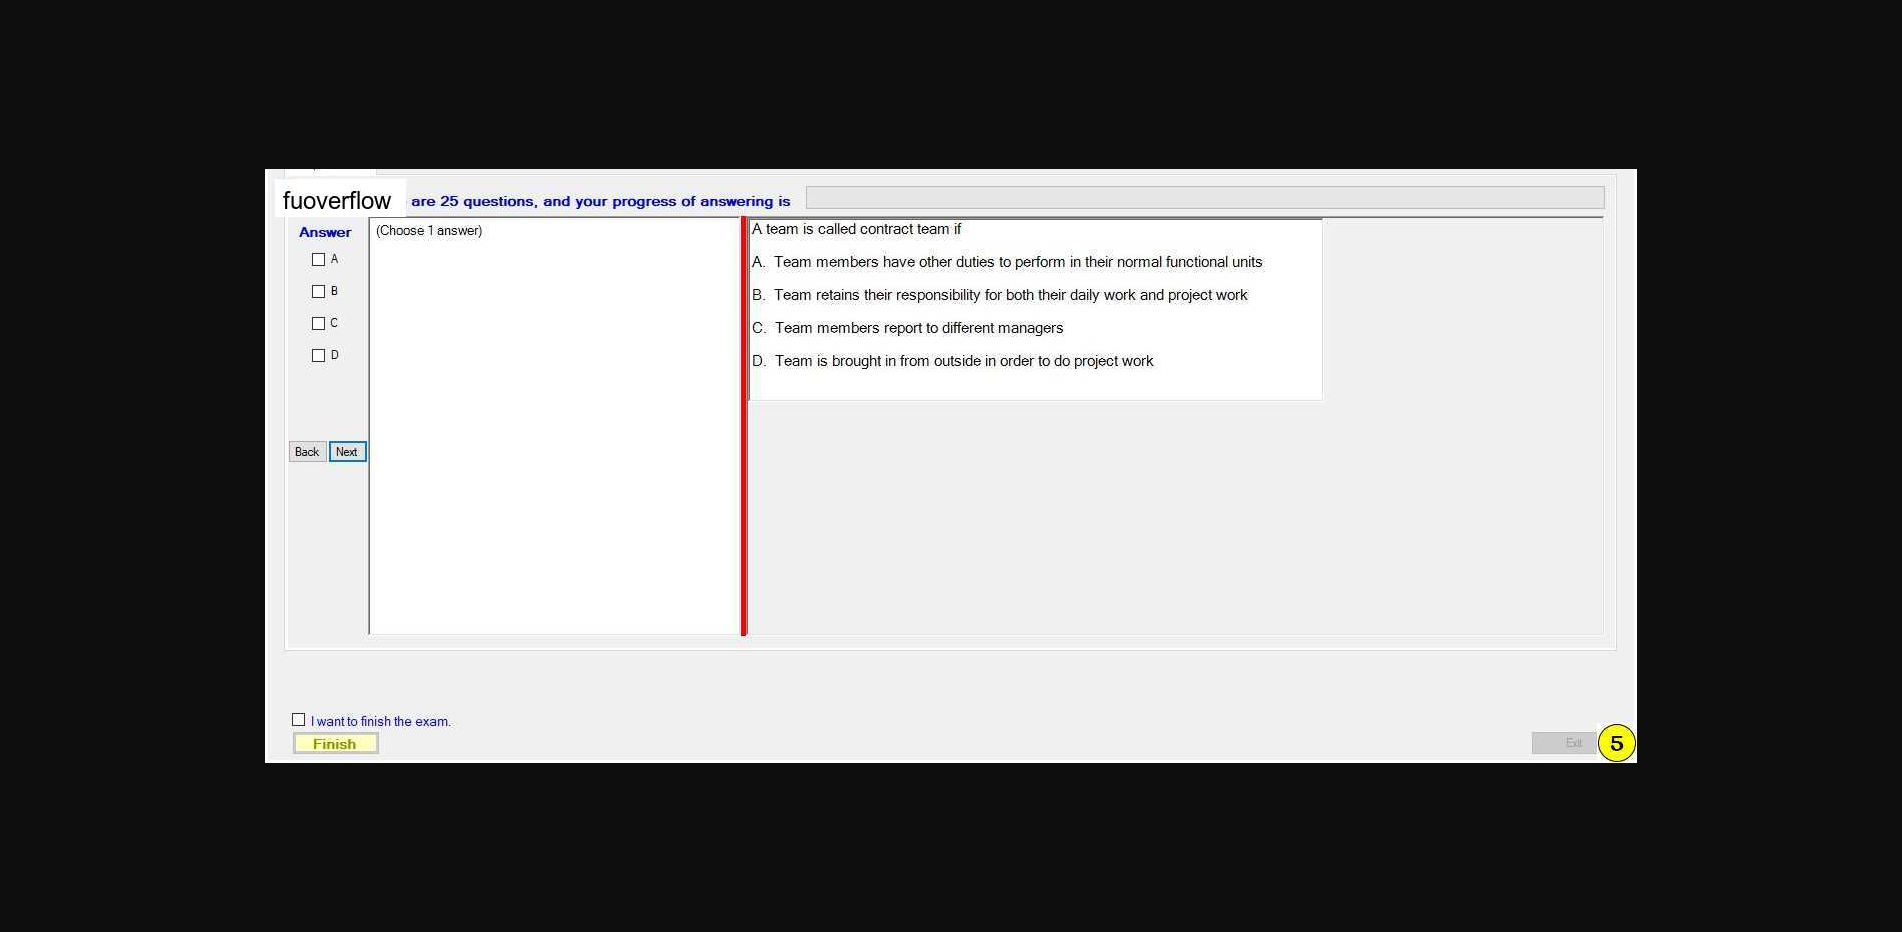 fuoverflow are 25 questions, and your progress of answering is
Answer
A
B
C
D
Back Next
(Choose 1 answer)
A team is called contract team if
A. Team members have other duties to perform in their normal functional units
B. Team retains their responsibility for both their daily work and project work
C. Team members report to different managers
D. Team is brought in from outside in order to do project work
I want to finish the exam.
Finish
Exit
5